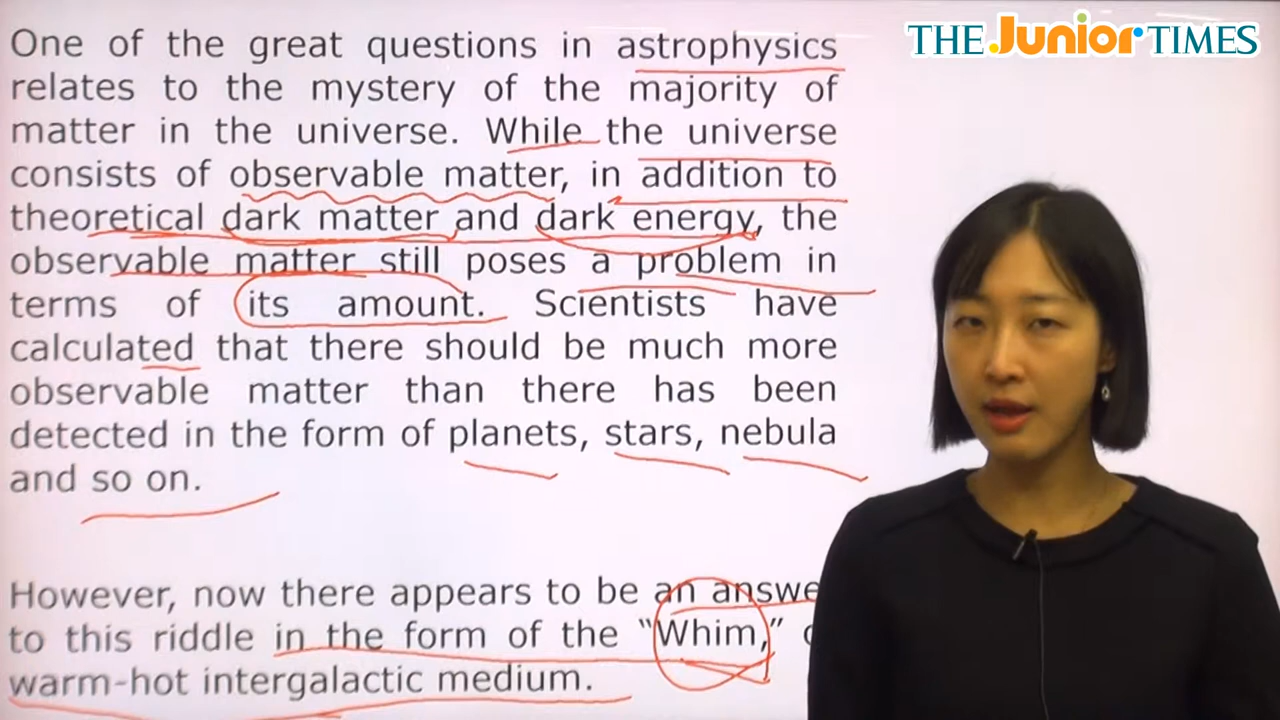 THE Junior TIMES
One of the great questions in astrophysics
relates to the mystery of the majority of
matter in the universe. While the universe
consists of observable matter, in addition to
theoretical dark matter and dark energy, the
observable matter still poses a problem in
terms of its amount. Scientists have
calculated that there should be much more
observable matter than there has been
detected in the form of planets, stars, nebula
and so on.
However, now there appears to be an answe
to this riddle in the form of the “Whim,”
warm-hot intergalactic medium.